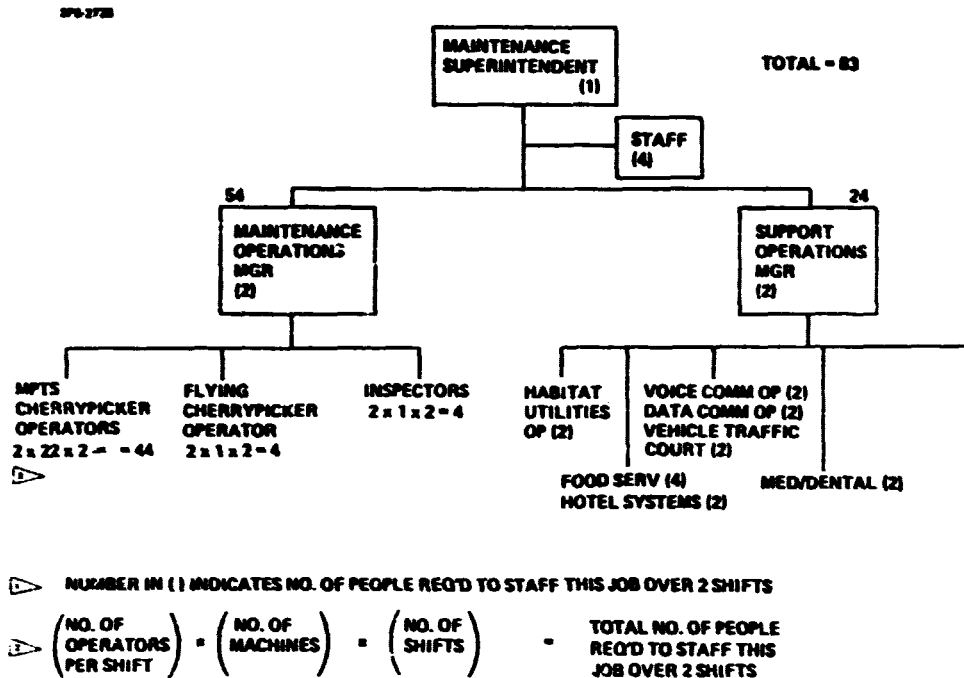 SPS-2738
MAINTENANCE
SUPERINTENDENT
(1)
TOTAL = 83
STAFF
(4)
54
MAINTENANCE
OPERATIONS
MGR
(2)
24
SUPPORT
OPERATIONS
MGR
(2)
MPTS
CHERRYPICKER
OPERATORS
2 x 22 x 2 = = 44
FLYING
CHERRYPICKER
OPERATOR
2 x 1 x 2 = 4
INSPECTORS
2 x 1 x 2 = 4
HABITAT
UTILITIES
OP (2)
VOICE COMM OP (2)
DATA COMM OP (2)
VEHICLE TRAFFIC
COURT (2)
FOOD SERV (4)
HOTEL SYSTEMS (2)
MED/DENTAL (2)
NUMBER IN ( ) INDICATES NO. OF PEOPLE REQ'D TO STAFF THIS JOB OVER 2 SHIFTS
(NO. OF
OPERATORS
PER SHIFT)
(NO. OF
MACHINES)
(NO. OF
SHIFTS)
= TOTAL NO. OF PEOPLE
REQ'D TO STAFF THIS
JOB OVER 2 SHIFTS